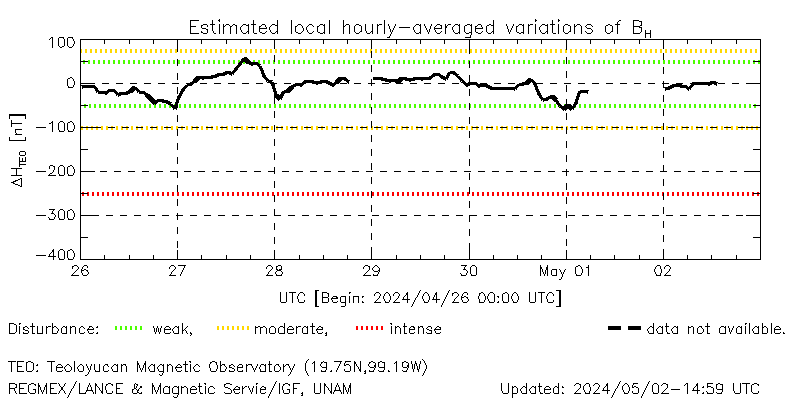 Estimated local hourly-averaged variations of B_H
100
0
-100
-200
-300
-400
ΔH_TEO [nT]
26 27 28 29 30 May 01 02
UTC [Begin: 2024/04/26 00:00 UTC]
Disturbance: weak, moderate, intense data not available.
TEO: Teoloyucan Magnetic Observatory (19.75N,99.19W)
REGMEX/LANCE & Magnetic Servie/IGF, UNAM Updated: 2024/05/02-14:59 UTC